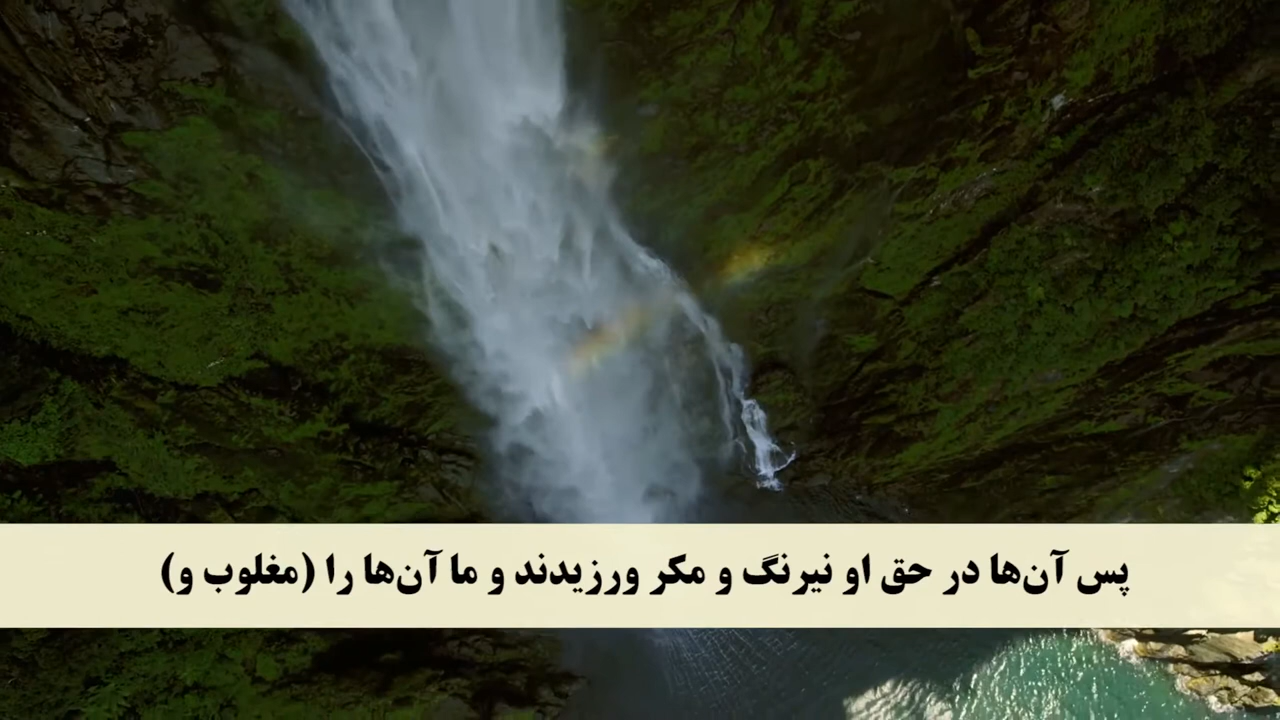 پس آن‌ها در حق او نیرنگ و مکر ورزیدند و ما آن‌ها را (مغلوب و)